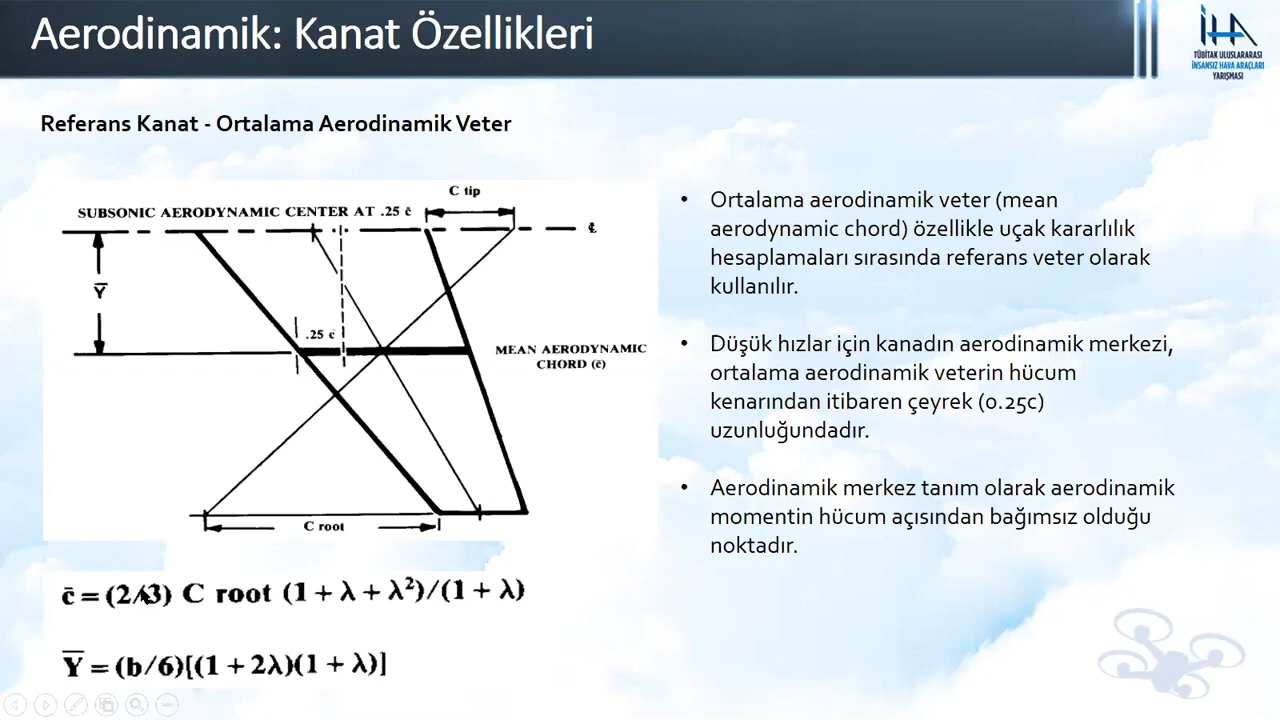 Aerodinamik: Kanat Özellikleri
İHA
TÜBİTAK ULUSLARARASI
İNSANSIZ HAVA ARAÇLARI
YARIŞMASI
Referans Kanat - Ortalama Aerodinamik Veter
C tip
SUBSONIC AERODYNAMIC CENTER AT .25 c̄
℄
Y̅
.25 c̄
MEAN AERODYNAMIC
CHORD (c̄)
C root
c̄ = (2/3) C root (1 + λ + λ²)/(1 + λ)
Y̅ = (b/6)[(1 + 2λ)(1 + λ)]
• Ortalama aerodinamik veter (mean
aerodynamic chord) özellikle uçak kararlılık
hesaplamaları sırasında referans veter olarak
kullanılır.
• Düşük hızlar için kanadın aerodinamik merkezi,
ortalama aerodinamik veterin hücum
kenarından itibaren çeyrek (0.25c)
uzunluğundadır.
• Aerodinamik merkez tanım olarak aerodinamik
momentin hücum açısından bağımsız olduğu
noktadır.